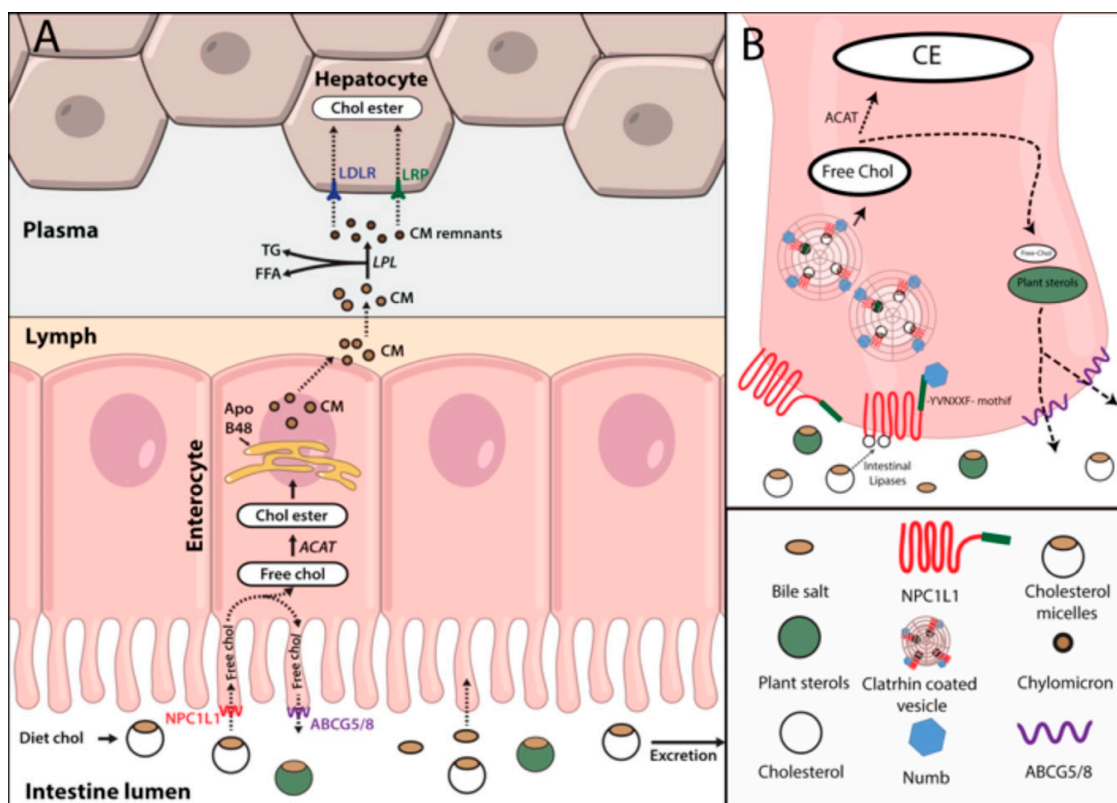 A
Hepatocyte
Chol ester
LDLR
LRP
Plasma
CM remnants
TG
FFA
LPL
CM
Lymph
CM
CM
Apo
B48
Enterocyte
Chol ester
ACAT
Free chol
Free chol
Free chol
NPC1L1
ABCG5/8
Diet chol
Excretion
Intestine lumen
B
CE
ACAT
Free Chol
Free-Chol
Plant sterols
-YVNXXF- mothif
Intestinal
Lipases
Bile salt
NPC1L1
Cholesterol
micelles
Plant sterols
Clatrhin coated
vesicle
Chylomicron
Cholesterol
Numb
ABCG5/8